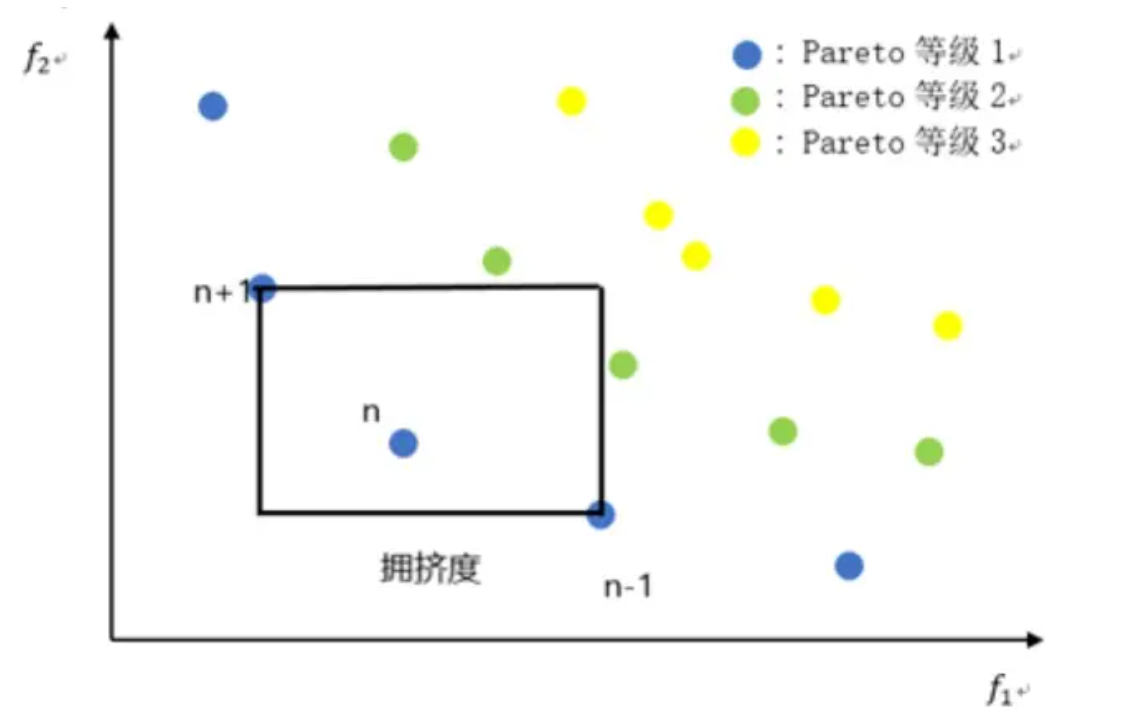 f₂
: Pareto 等级 1
: Pareto 等级 2
: Pareto 等级 3
n+1
n
拥挤度
n-1
f₁